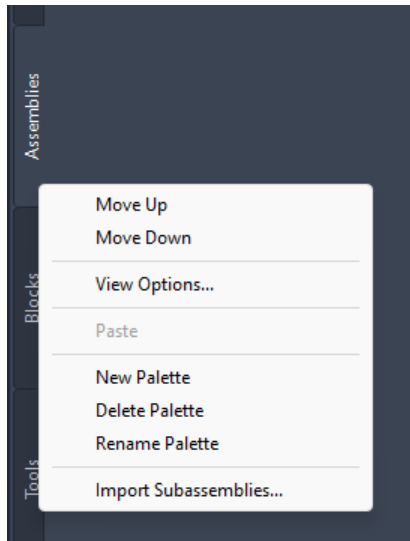 Assemblies
Move Up
Move Down
View Options...
Blocks
Paste
New Palette
Delete Palette
Rename Palette
Tools
Import Subassemblies...